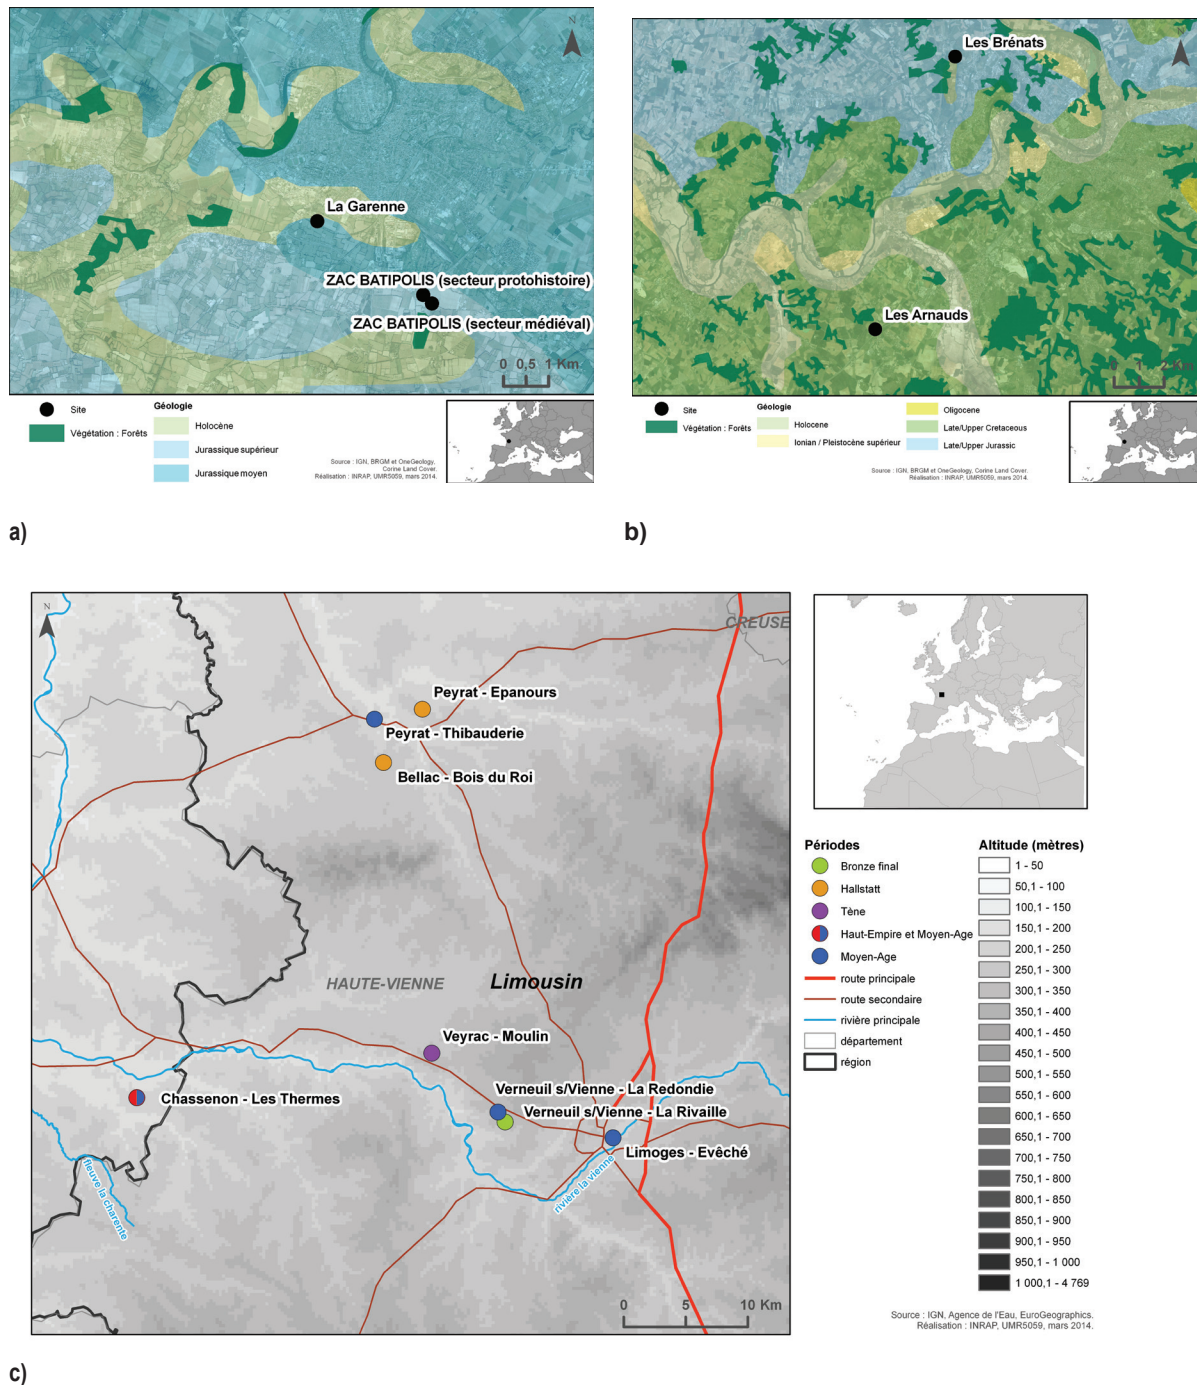 N
La Garenne
ZAC BATIPOLIS (secteur protohistoire)
ZAC BATIPOLIS (secteur médiéval)
0 0,5 1 Km
Site
Végétation : Forêts
Géologie
Holocène
Jurassique supérieur
Jurassique moyen
Source : IGN, BRGM et OneGeology,
Corine Land Cover.
Réalisation : INRAP, UMR5059, mars 2014.
a)
N
Les Brénats
Les Arnauds
0 1 2 Km
Site
Végétation : Forêts
Géologie
Holocene
Ionian / Pleistocène supérieur
Oligocene
Late/Upper Cretaceous
Late/Upper Jurassic
Source : IGN, BRGM et OneGeology, Corine Land Cover.
Réalisation : INRAP, UMR5059, mars 2014.
b)
N
CREUSE
Peyrat - Epanours
Peyrat - Thibauderie
Bellac - Bois du Roi
HAUTE-VIENNE
Limousin
Veyrac - Moulin
Verneuil s/Vienne - La Redondie
Chassenon - Les Thermes
Verneuil s/Vienne - La Rivaille
Limoges - Evêché
fleuve la charente
rivière la vienne
0 5 10 Km
Périodes
Bronze final
Hallstatt
Tène
Haut-Empire et Moyen-Age
Moyen-Age
route principale
route secondaire
rivière principale
département
région
Altitude (mètres)
1 - 50
50,1 - 100
100,1 - 150
150,1 - 200
200,1 - 250
250,1 - 300
300,1 - 350
350,1 - 400
400,1 - 450
450,1 - 500
500,1 - 550
550,1 - 600
600,1 - 650
650,1 - 700
700,1 - 750
750,1 - 800
800,1 - 850
850,1 - 900
900,1 - 950
950,1 - 1 000
1 000,1 - 4 769
Source : IGN, Agence de l'Eau, EuroGeographics.
Réalisation : INRAP, UMR5059, mars 2014.
c)